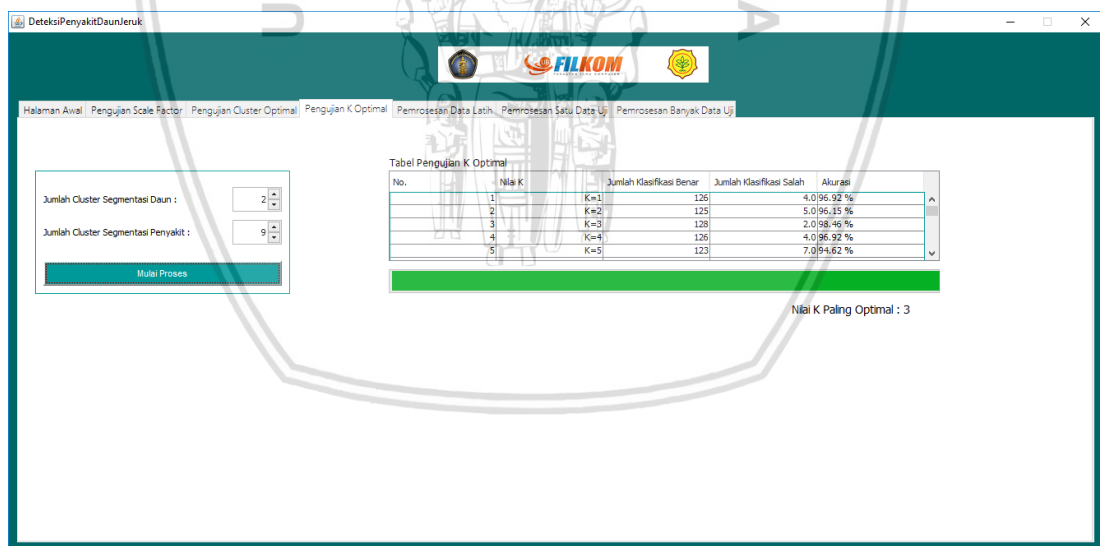 DeteksiPenyakitDaunJeruk
FILKOM
Halaman Awal Pengujian Scale Factor Pengujian Cluster Optimal Pengujian K Optimal Pemrosesan Data Latih Pemrosesan Satu Data Uji Pemrosesan Banyak Data Uji
Jumlah Cluster Segmentasi Daun : 2
Jumlah Cluster Segmentasi Penyakit : 9
Mulai Proses
Tabel Pengujian K Optimal
No. Nilai K Jumlah Klasifikasi Benar Jumlah Klasifikasi Salah Akurasi
1 K=1 126 4.0 96.92 %
2 K=2 125 5.0 96.15 %
3 K=3 128 2.0 98.46 %
4 K=4 126 4.0 96.92 %
5 K=5 123 7.0 94.62 %
Nilai K Paling Optimal : 3